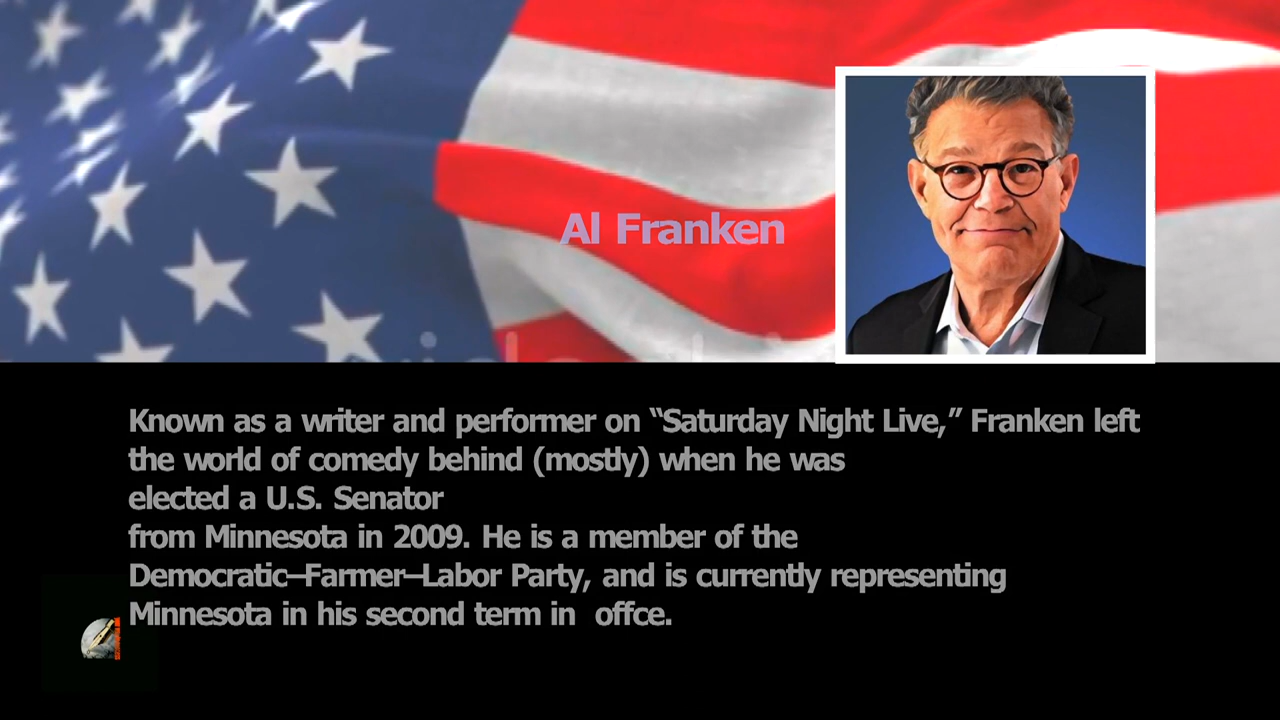 Al Franken
Known as a writer and performer on “Saturday Night Live,” Franken left
the world of comedy behind (mostly) when he was
elected a U.S. Senator
from Minnesota in 2009. He is a member of the
Democratic–Farmer–Labor Party, and is currently representing
Minnesota in his second term in  offce.